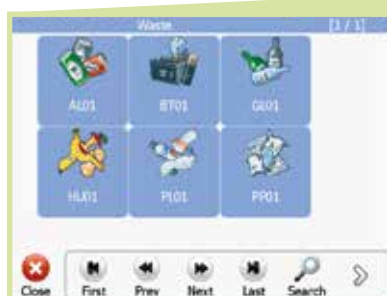 Waste [1 / 1]
AL01 BT01 GL01
HU01 PL01 PP01
Close First Prev Next Last Search